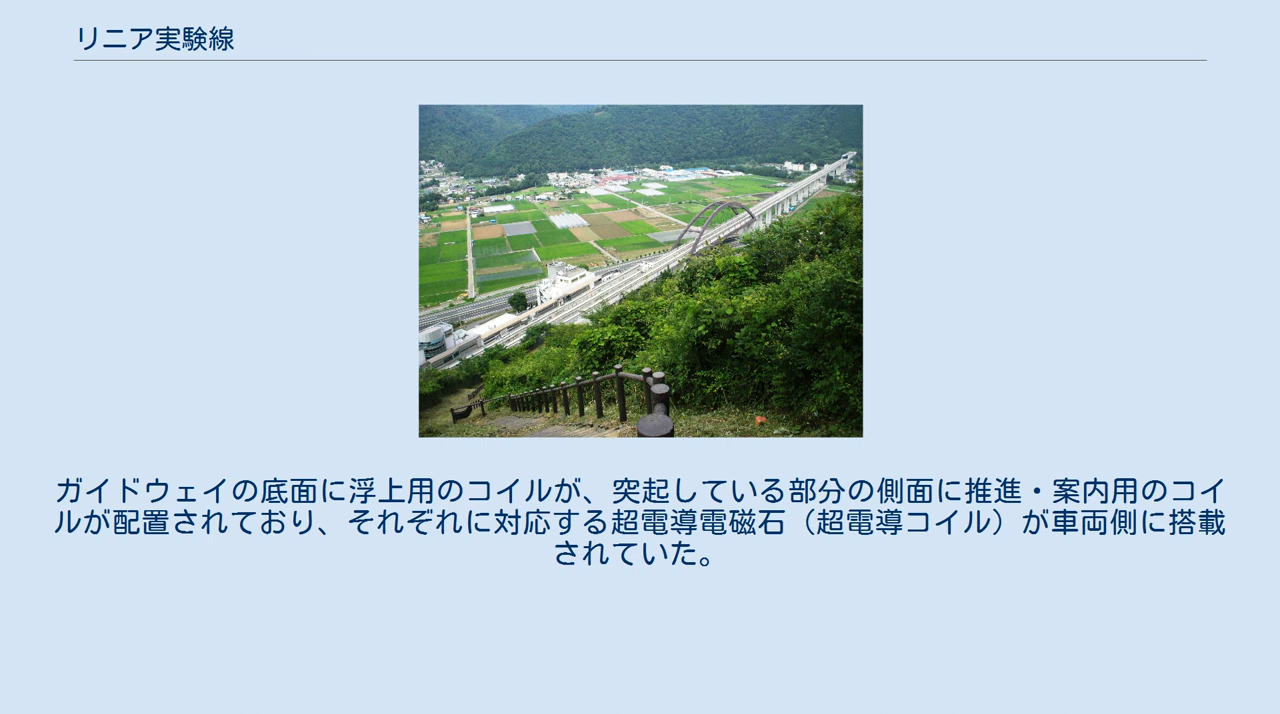 リニア実験線
ガイドウェイの底面に浮上用のコイルが、突起している部分の側面に推進・案内用のコイ
ルが配置されており、それぞれに対応する超電導電磁石（超電導コイル）が車両側に搭載
されていた。